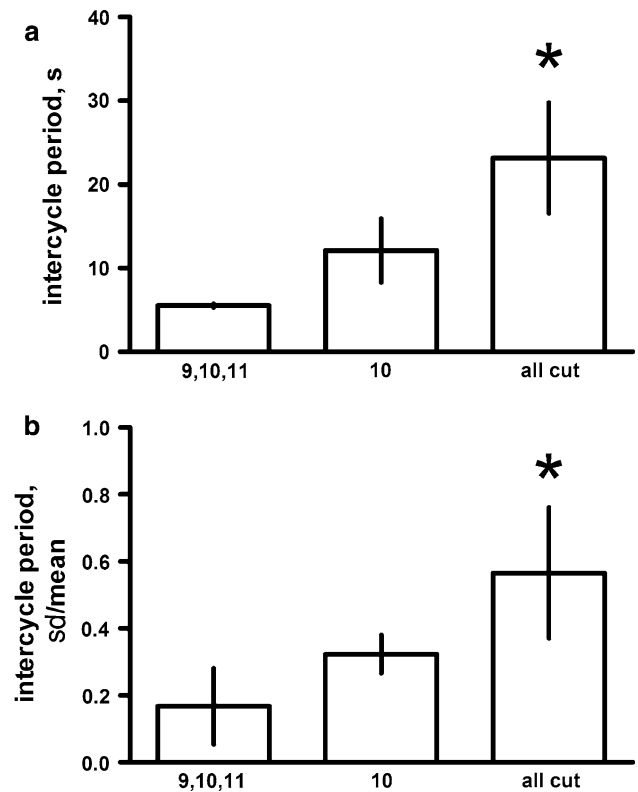 a
intercycle period, s
40
30
20
10
0
*
9,10,11 10 all cut
b
intercycle period,
sd/mean
1.0
0.8
0.6
0.4
0.2
0.0
*
9,10,11 10 all cut